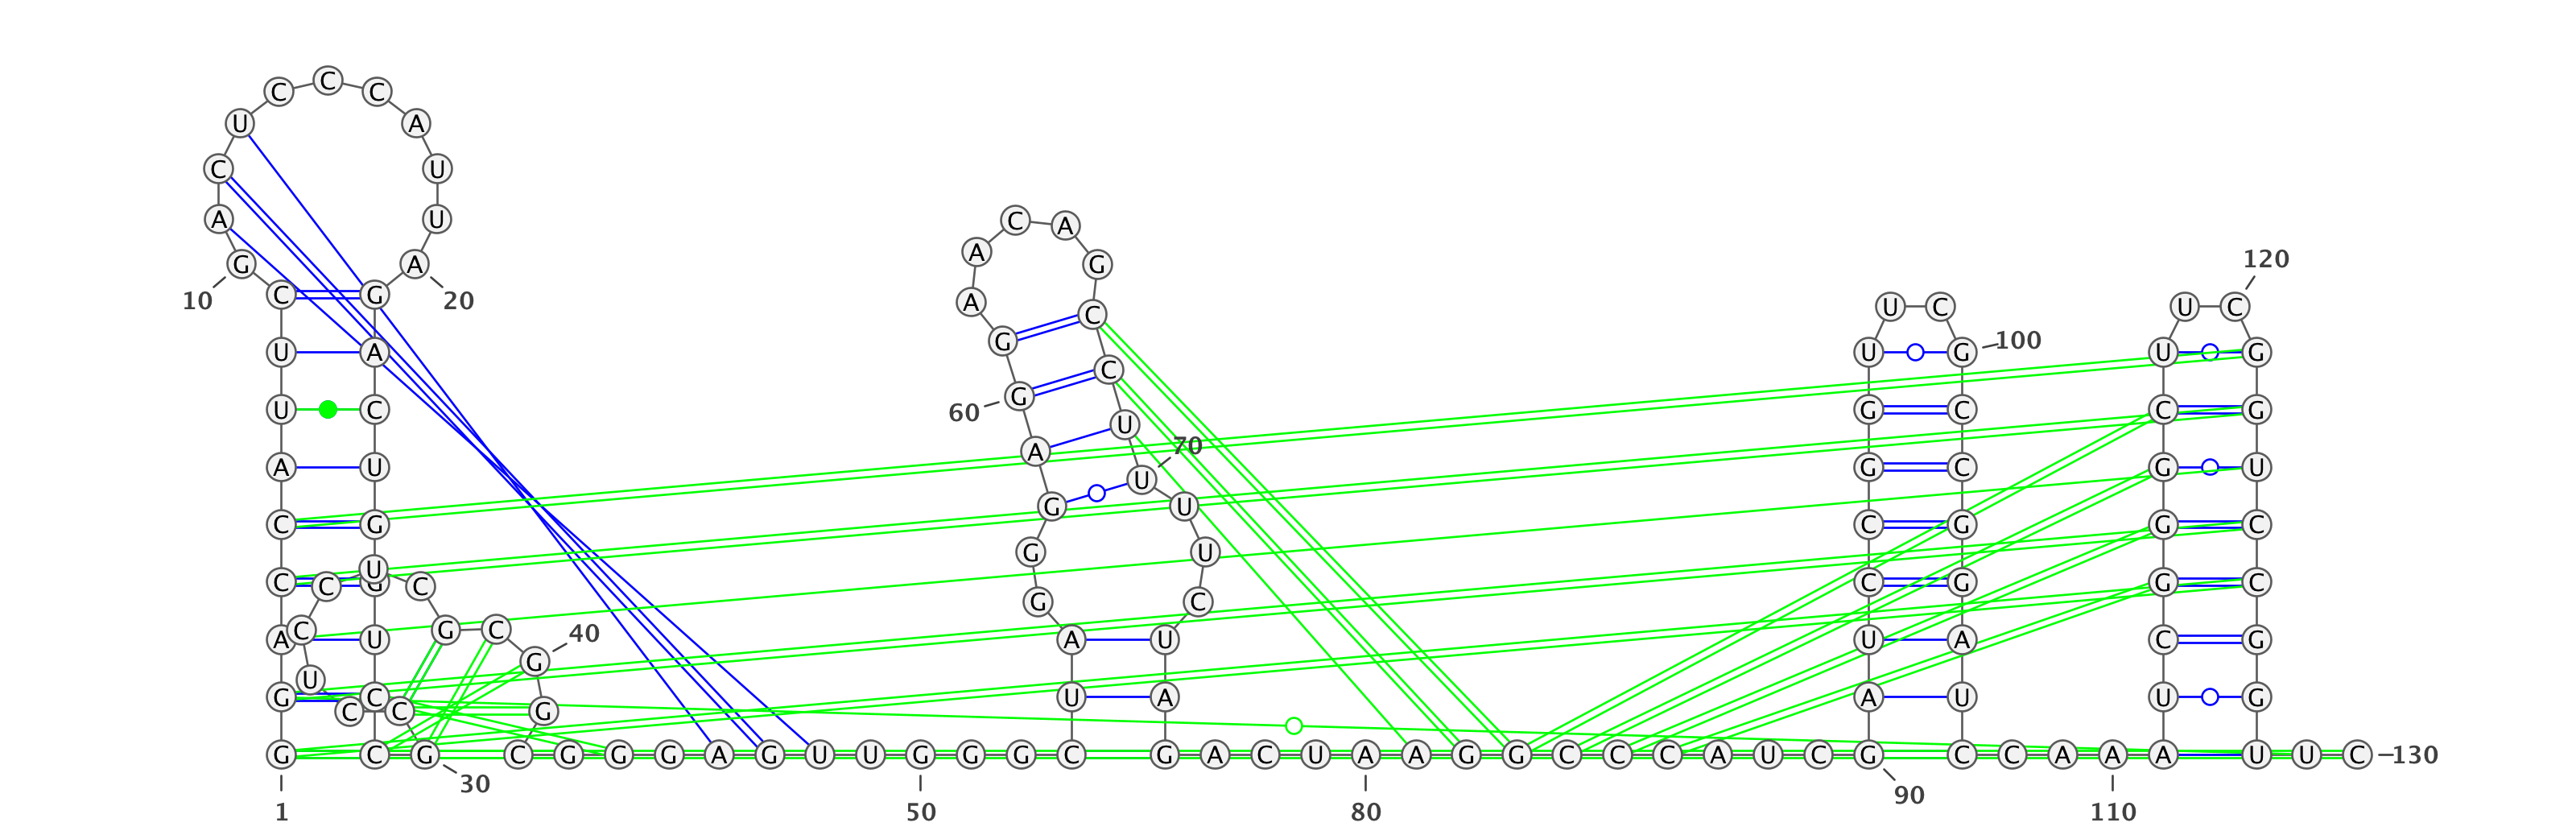 C
C C
U A
C U
A U C A
A
G A G 120
10 C G 20 A C U C U C
G 100
U A U G U G
C
60 G
U C G C C G
U
A 70
A U G C G U
U
G U
C G C G G C
G U
U
C C G C C G G C
G C
C G C 40
A U A U U A C G
G
U
G C U A A U U G
C C G
G C G C G G G A G U U G G G C G A C U A A G G C C C A U C G C C A A A U U C 130
30 90
1 50 80 110